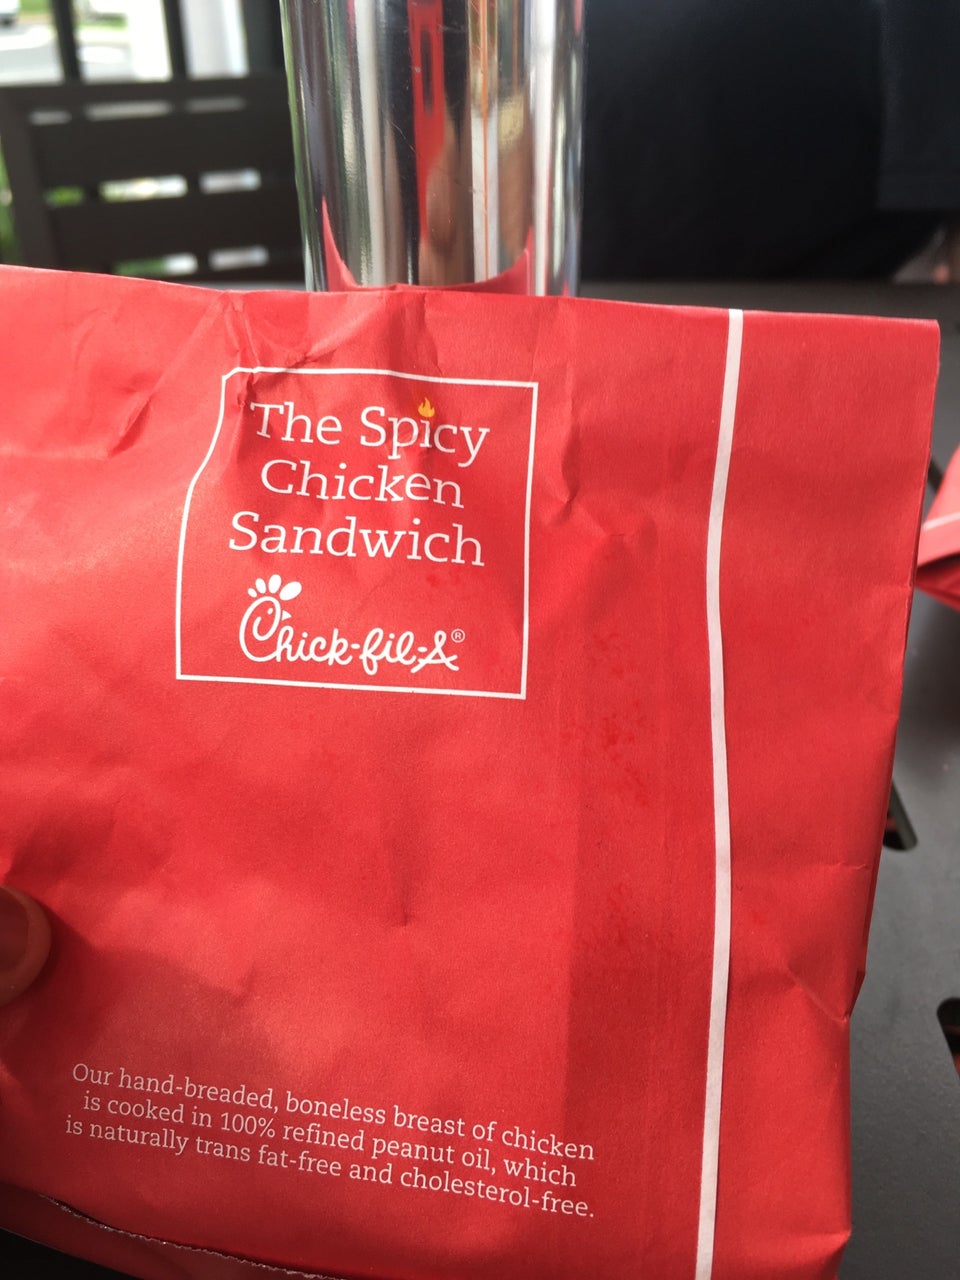 The Spicy
Chicken
Sandwich
Chick-fil-A®
Our hand-breaded, boneless breast of chicken
is cooked in 100% refined peanut oil, which
is naturally trans fat-free and cholesterol-free.